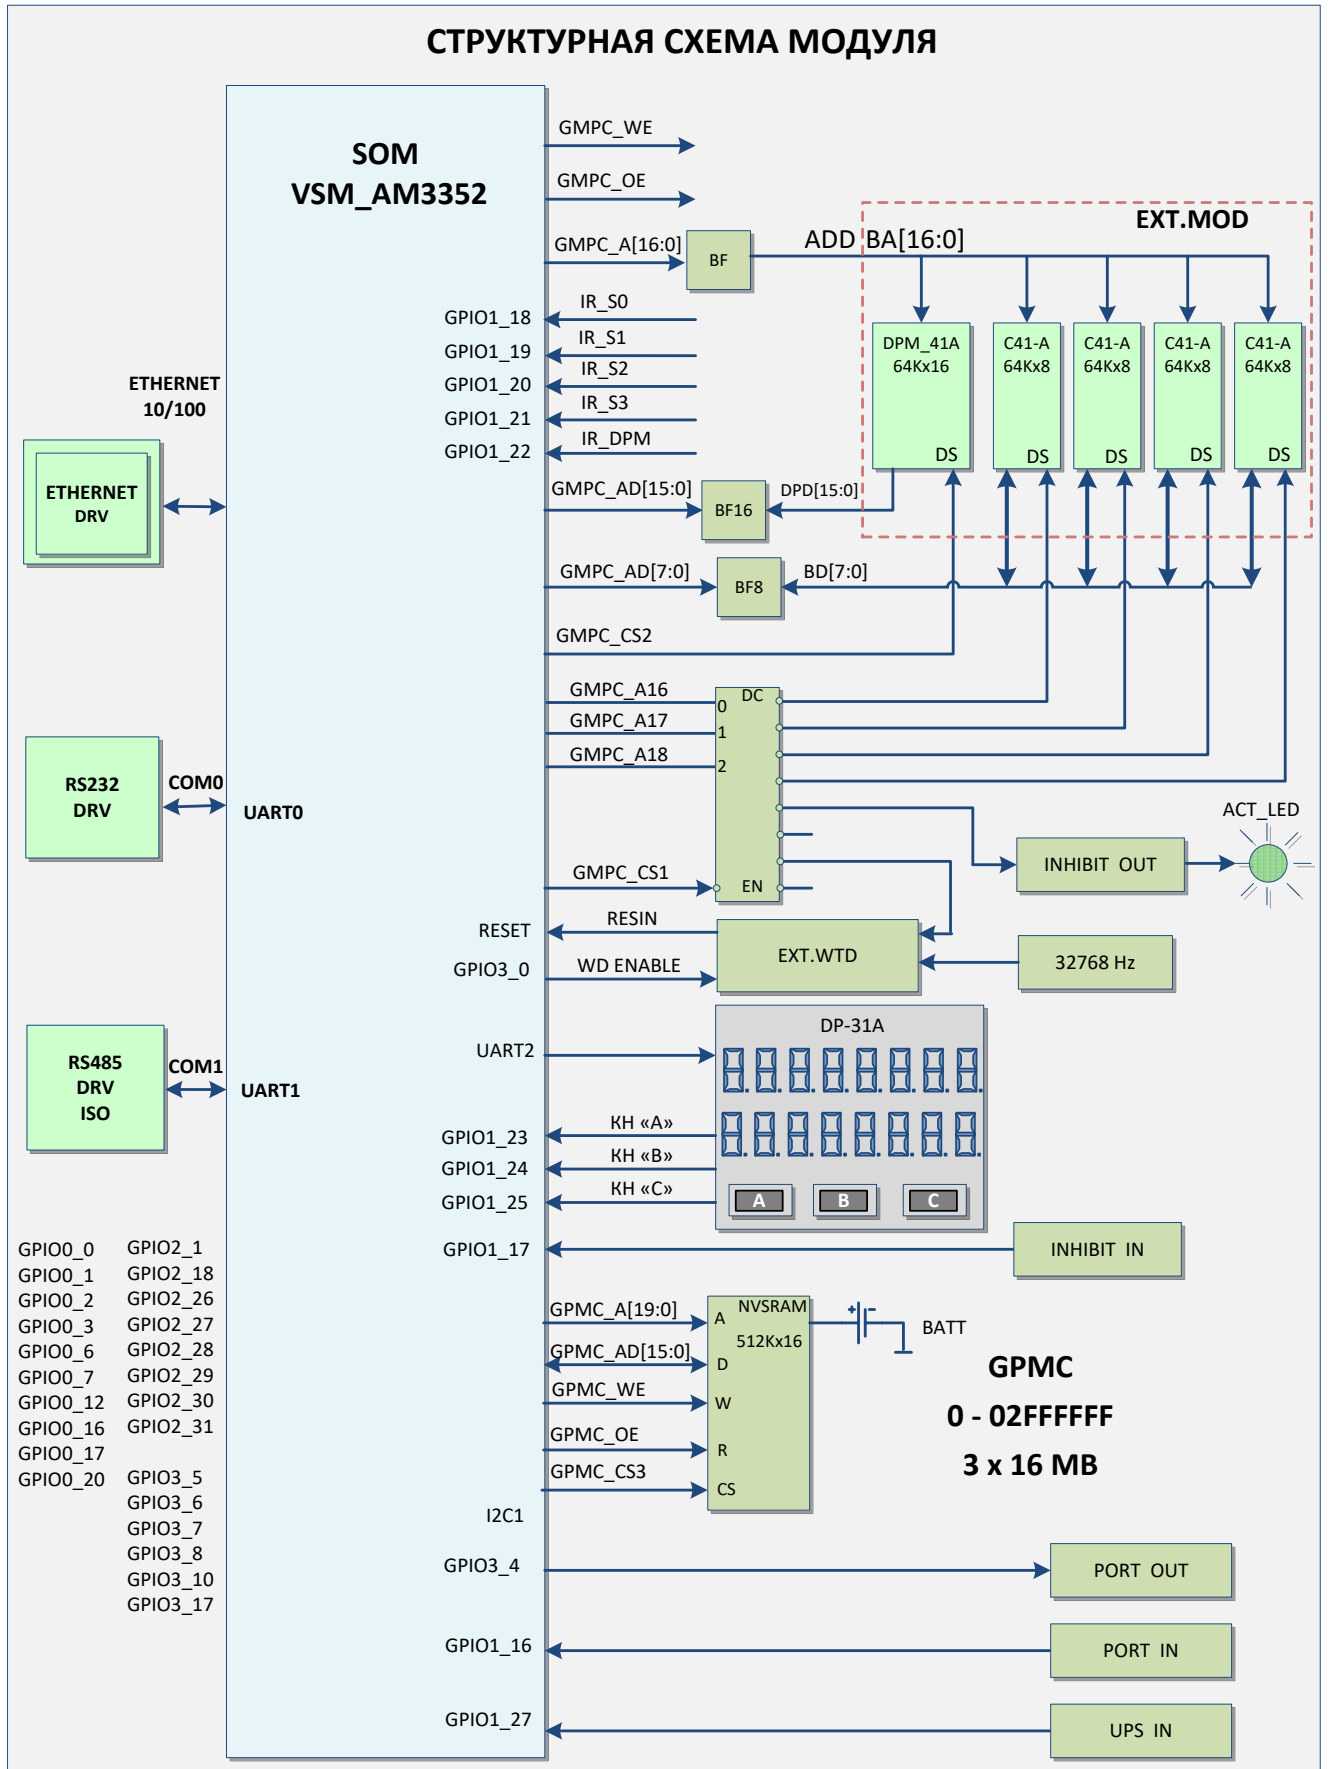 СТРУКТУРНАЯ СХЕМА МОДУЛЯ
SOM
VSM_AM3352
GMPC_WE
GMPC_OE
GMPC_A[16:0]
BF
ADD BA[16:0]
EXT.MOD
GPIO1_18
IR_S0
GPIO1_19
IR_S1
GPIO1_20
IR_S2
GPIO1_21
IR_S3
GPIO1_22
IR_DPM
DPM_41A
64Kx16
DS
C41-A
64Kx8
DS
C41-A
64Kx8
DS
C41-A
64Kx8
DS
C41-A
64Kx8
DS
ETHERNET
10/100
ETHERNET
DRV
GMPC_AD[15:0]
BF16
DPD[15:0]
GMPC_AD[7:0]
BF8
BD[7:0]
GMPC_CS2
GMPC_A16
GMPC_A17
GMPC_A18
DC
0
1
2
EN
RS232
DRV
COM0
UART0
GMPC_CS1
INHIBIT OUT
ACT_LED
RESET
RESIN
GPIO3_0
WD ENABLE
EXT.WTD
32768 Hz
RS485
DRV
ISO
COM1
UART1
UART2
DP-31A
GPIO1_23
КН «А»
GPIO1_24
КН «В»
GPIO1_25
КН «С»
A
B
C
GPIO1_17
INHIBIT IN
GPIO0_0
GPIO0_1
GPIO0_2
GPIO0_3
GPIO0_6
GPIO0_7
GPIO0_12
GPIO0_16
GPIO0_17
GPIO0_20
GPIO2_1
GPIO2_18
GPIO2_26
GPIO2_27
GPIO2_28
GPIO2_29
GPIO2_30
GPIO2_31
GPIO3_5
GPIO3_6
GPIO3_7
GPIO3_8
GPIO3_10
GPIO3_17
GPMC_A[19:0]
GPMC_AD[15:0]
GPMC_WE
GPMC_OE
GPMC_CS3
NVSRAM
512Kx16
A
D
W
R
CS
BATT
GPMC
0 - 02FFFFFF
3 x 16 MB
I2C1
GPIO3_4
PORT OUT
GPIO1_16
PORT IN
GPIO1_27
UPS IN